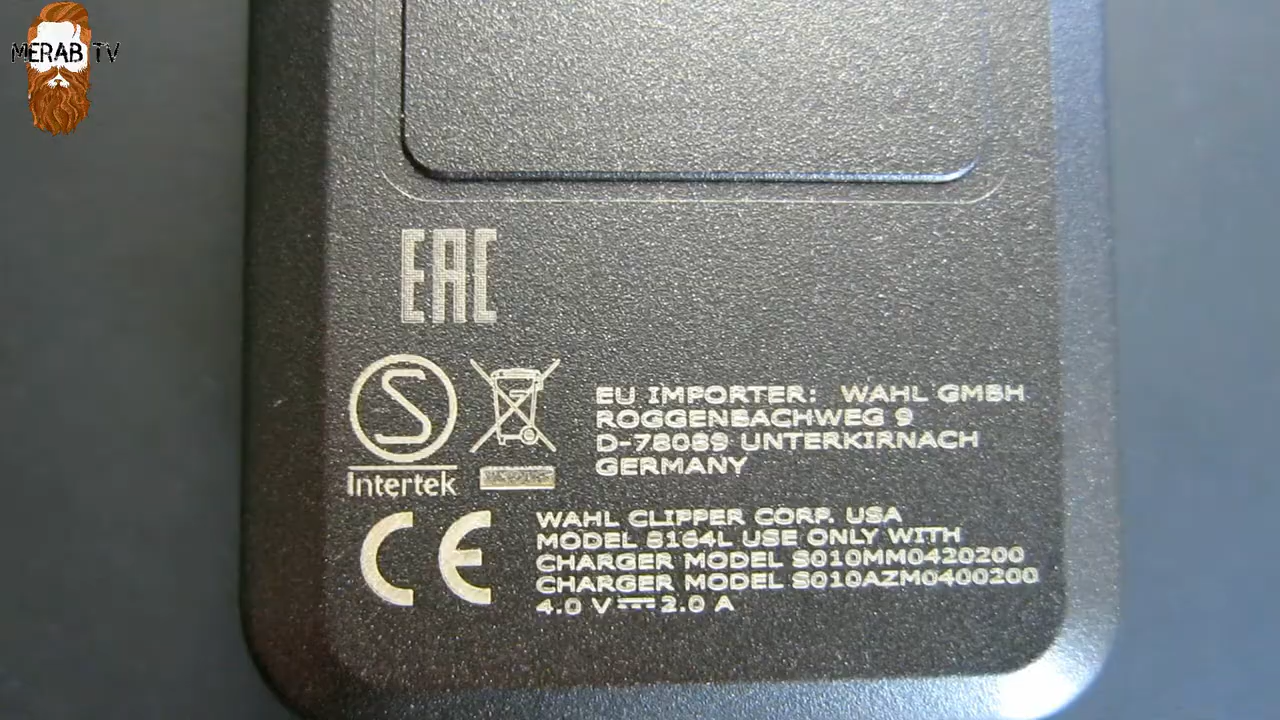 MERAB TV
EAC
S
Intertek
EU IMPORTER: WAHL GMBH
ROGGENBACHWEG 9
D-78089 UNTERKIRNACH
GERMANY
CE
WAHL CLIPPER CORP. USA
MODEL 8164L USE ONLY WITH
CHARGER MODEL S010MM0420200
CHARGER MODEL S010AZM0400200
4.0 V⎓2.0 A